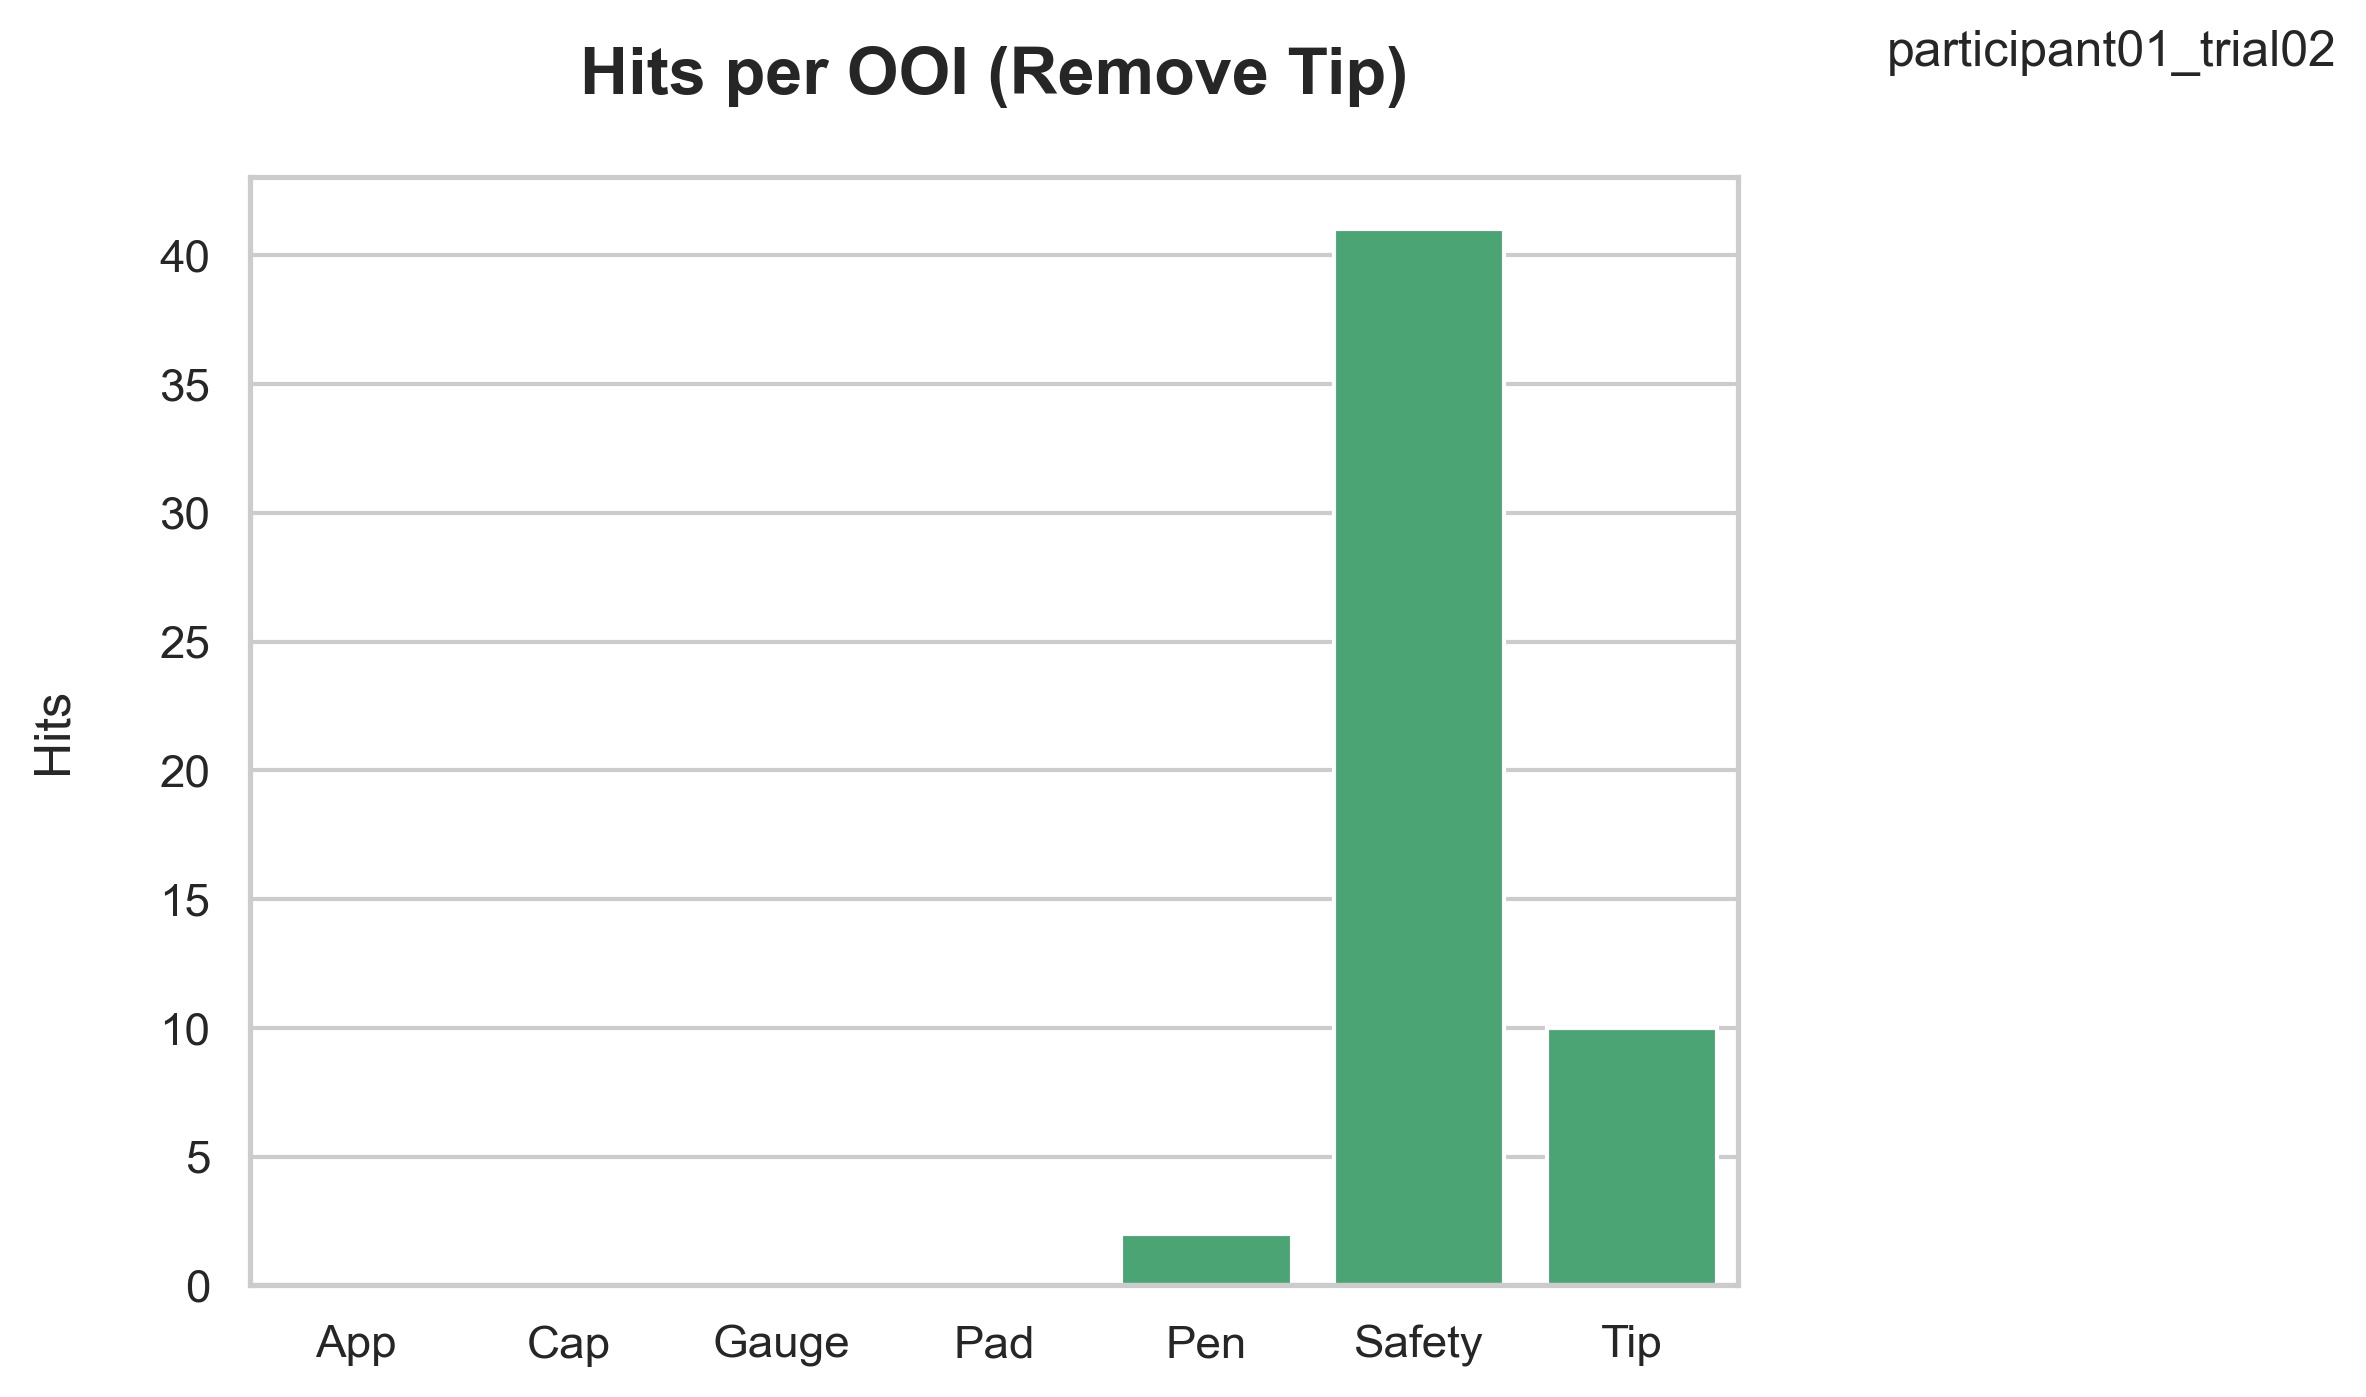 Hits per OOI (Remove Tip)
participant01_trial02
Hits
40
35
30
25
20
15
10
5
0
App Cap Gauge Pad Pen Safety Tip